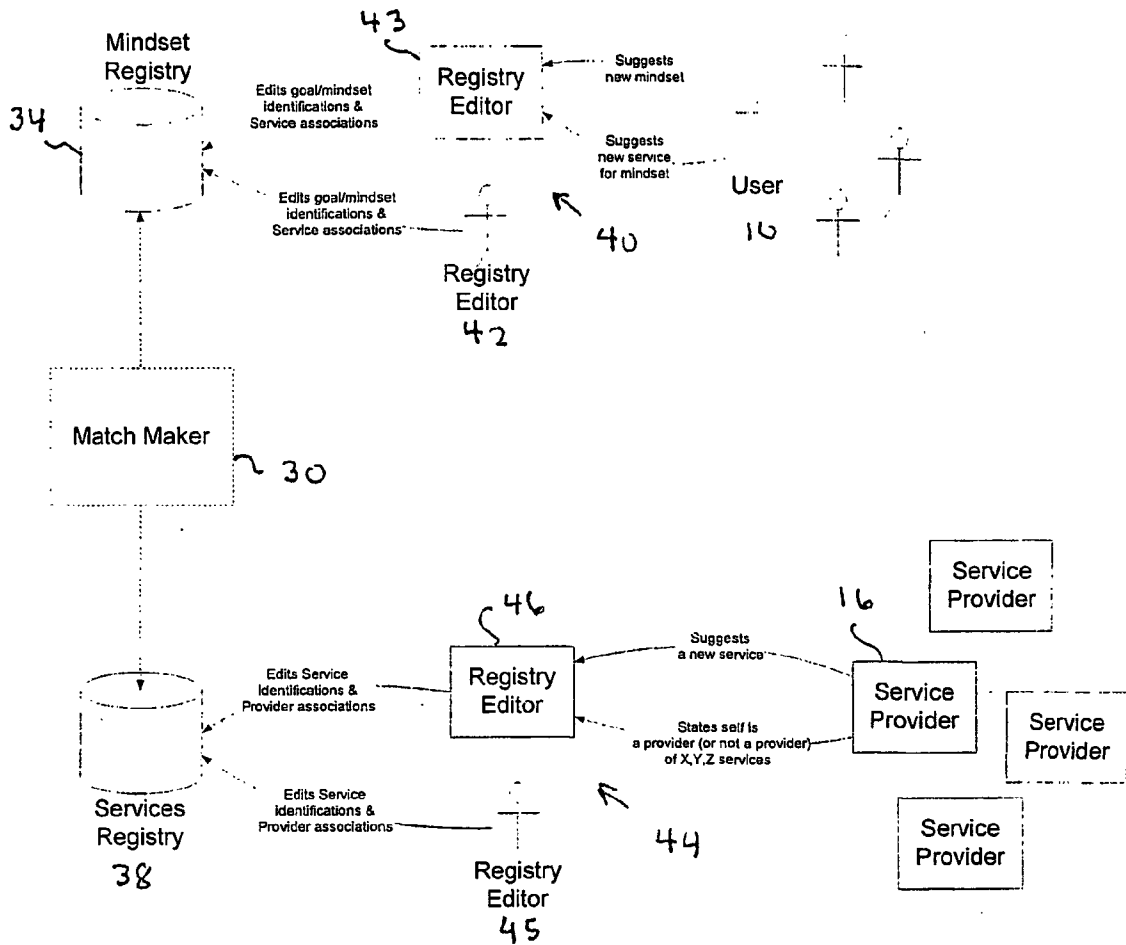 43
Mindset
Registry
Registry
Editor
Suggests
new mindset
Edits goal/mindset
identifications &
Service associations
34
Suggests
new service
for mindset
User
10
Edits goal/mindset
identifications &
Service associations
40
Registry
Editor
42
Match Maker
30
Service
Provider
46
16
Suggests
a new service
Edits Service
identifications &
Provider associations
Registry
Editor
Service
Provider
Service
Provider
States self is
a provider (or not a provider)
of X,Y,Z services
Edits Service
identifications &
Provider associations
Services
Registry
38
44
Service
Provider
Registry
Editor
45